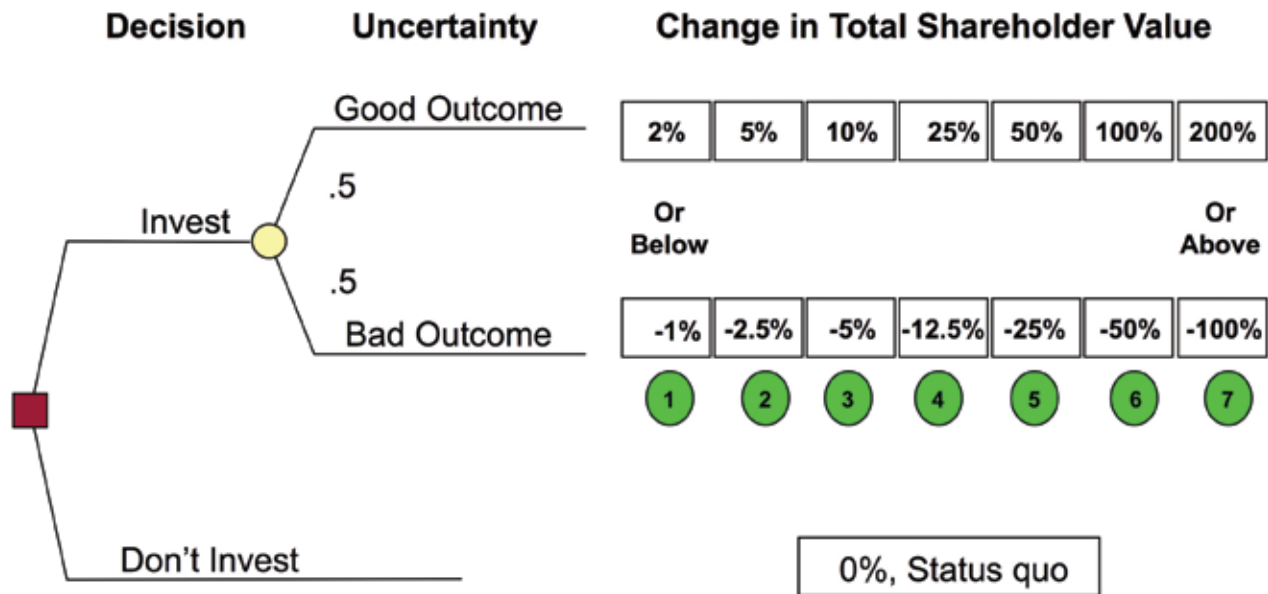 Decision Uncertainty Change in Total Shareholder Value
Good Outcome
2% 5% 10% 25% 50% 100% 200%
.5
Invest
Or Below
Or Above
.5
Bad Outcome
-1% -2.5% -5% -12.5% -25% -50% -100%
1 2 3 4 5 6 7
Don't Invest
0%, Status quo